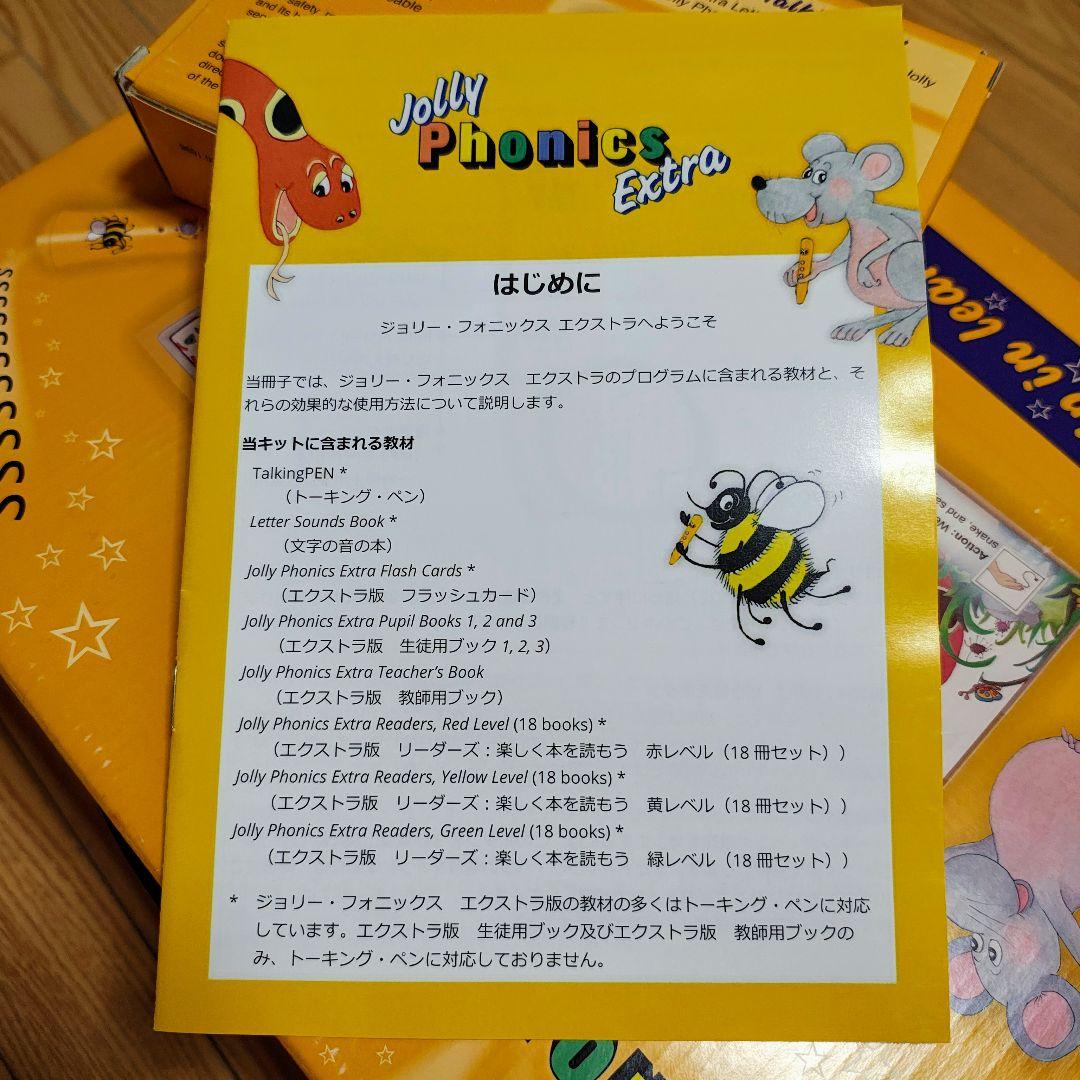 Jolly
Phonics
Extra
はじめに
ジョリー・フォニックス エクストラへようこそ
当冊子では、ジョリー・フォニックス エクストラのプログラムに含まれる教材と、そ
れらの効果的な使用方法について説明します。
当キットに含まれる教材
TalkingPEN *
（トーキング・ペン）
Letter Sounds Book *
（文字の音の本）
Jolly Phonics Extra Flash Cards *
（エクストラ版 フラッシュカード）
Jolly Phonics Extra Pupil Books 1, 2 and 3
（エクストラ版 生徒用ブック 1, 2, 3）
Jolly Phonics Extra Teacher's Book
（エクストラ版 教師用ブック）
Jolly Phonics Extra Readers, Red Level (18 books) *
（エクストラ版 リーダーズ：楽しく本を読もう 赤レベル（18 冊セット））
Jolly Phonics Extra Readers, Yellow Level (18 books) *
（エクストラ版 リーダーズ：楽しく本を読もう 黄レベル（18 冊セット））
Jolly Phonics Extra Readers, Green Level (18 books) *
（エクストラ版 リーダーズ：楽しく本を読もう 緑レベル（18 冊セット））
* ジョリー・フォニックス エクストラ版の教材の多くはトーキング・ペンに対応
しています。エクストラ版 生徒用ブック及びエクストラ版 教師用ブックの
み、トーキング・ペンに対応しておりません。
safety
of the
Jolly
in
Action:
snake, and